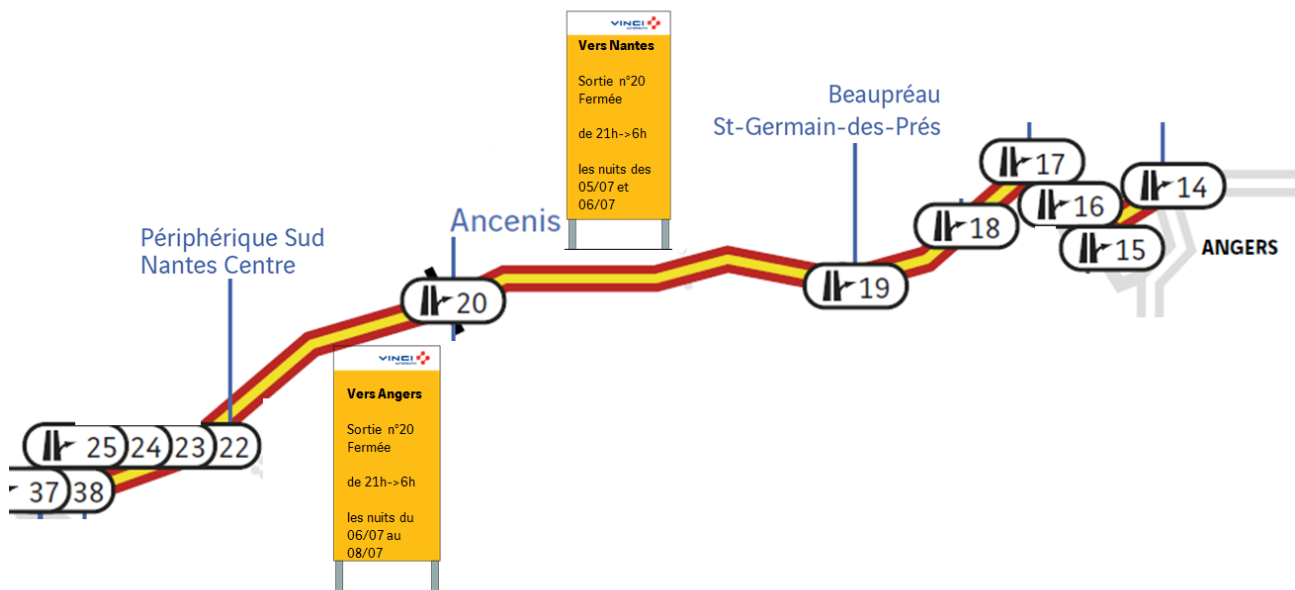 VINCI
AUTOROUTES
Vers Nantes
Sortie n°20
Fermée
de 21h->6h
les nuits des
05/07 et
06/07
Beaupréau
St-Germain-des-Prés
17
14
16
18
15
ANGERS
Périphérique Sud
Nantes Centre
Ancenis
20
19
VINCI
AUTOROUTES
Vers Angers
Sortie n°20
Fermée
de 21h->6h
les nuits du
06/07 au
08/07
25 24 23 22
37 38